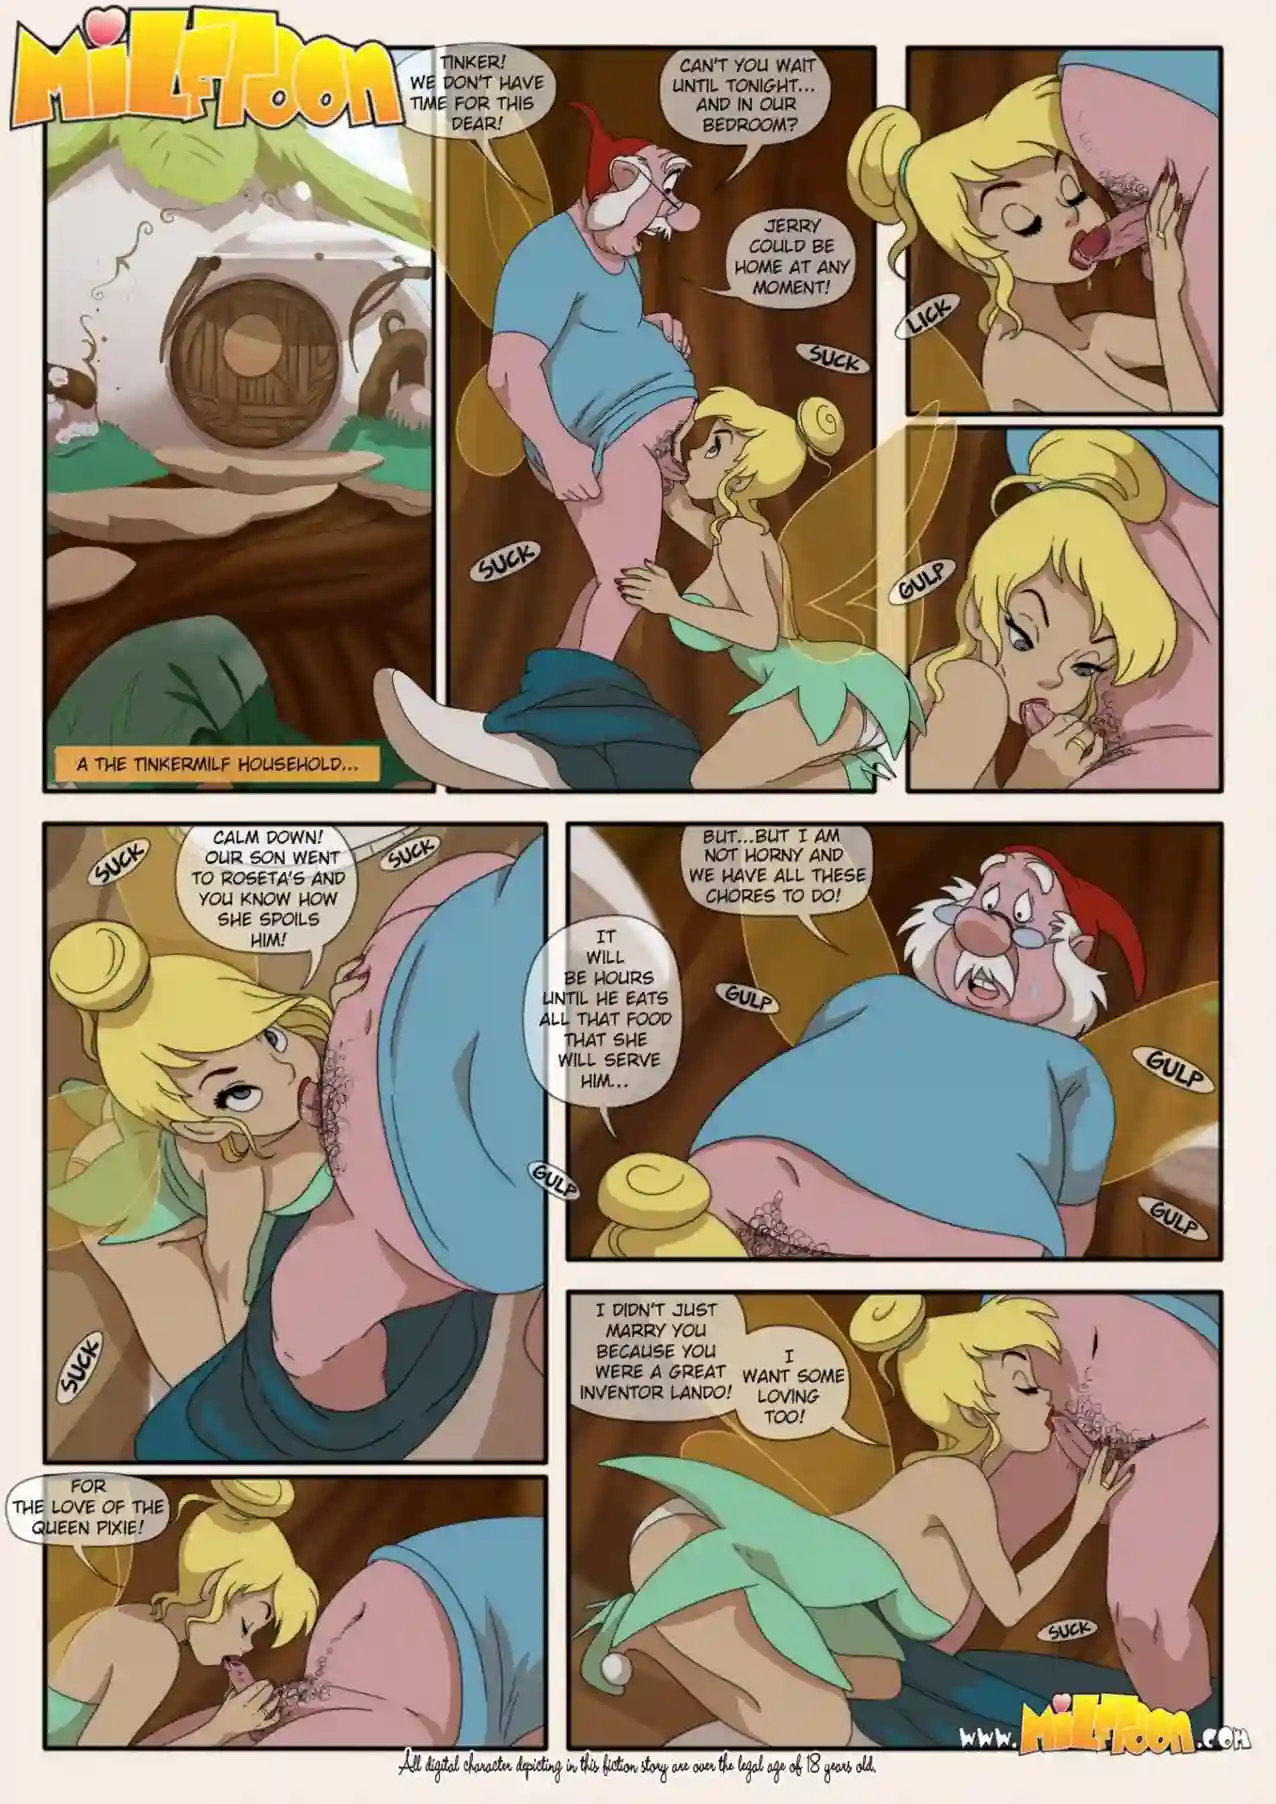 MILFTOON
TINKER!
WE DON'T HAVE
TIME FOR THIS
DEAR!
CAN'T YOU WAIT
UNTIL TONIGHT...
AND IN OUR
BEDROOM?
JERRY
COULD BE
HOME AT ANY
MOMENT!
SUCK
SUCK
LICK
GULP
A THE TINKERMILF HOUSEHOLD...
SUCK
CALM DOWN!
OUR SON WENT
TO ROSETA'S AND
YOU KNOW HOW
SHE SPOILS
HIM!
SUCK
SUCK
GULP
IT
WILL
BE HOURS
UNTIL HE EATS
ALL THAT FOOD
THAT SHE
WILL SERVE
HIM...
BUT...BUT I AM
NOT HORNY AND
WE HAVE ALL THESE
CHORES TO DO!
GULP
GULP
GULP
FOR
THE LOVE OF THE
QUEEN PIXIE!
I DIDN'T JUST
MARRY YOU
BECAUSE YOU
WERE A GREAT
INVENTOR LANDO!
I
WANT SOME
LOVING
TOO!
SUCK
www.MILFTOON.com
All digital character depicting in this fiction story are over the legal age of 18 years old.